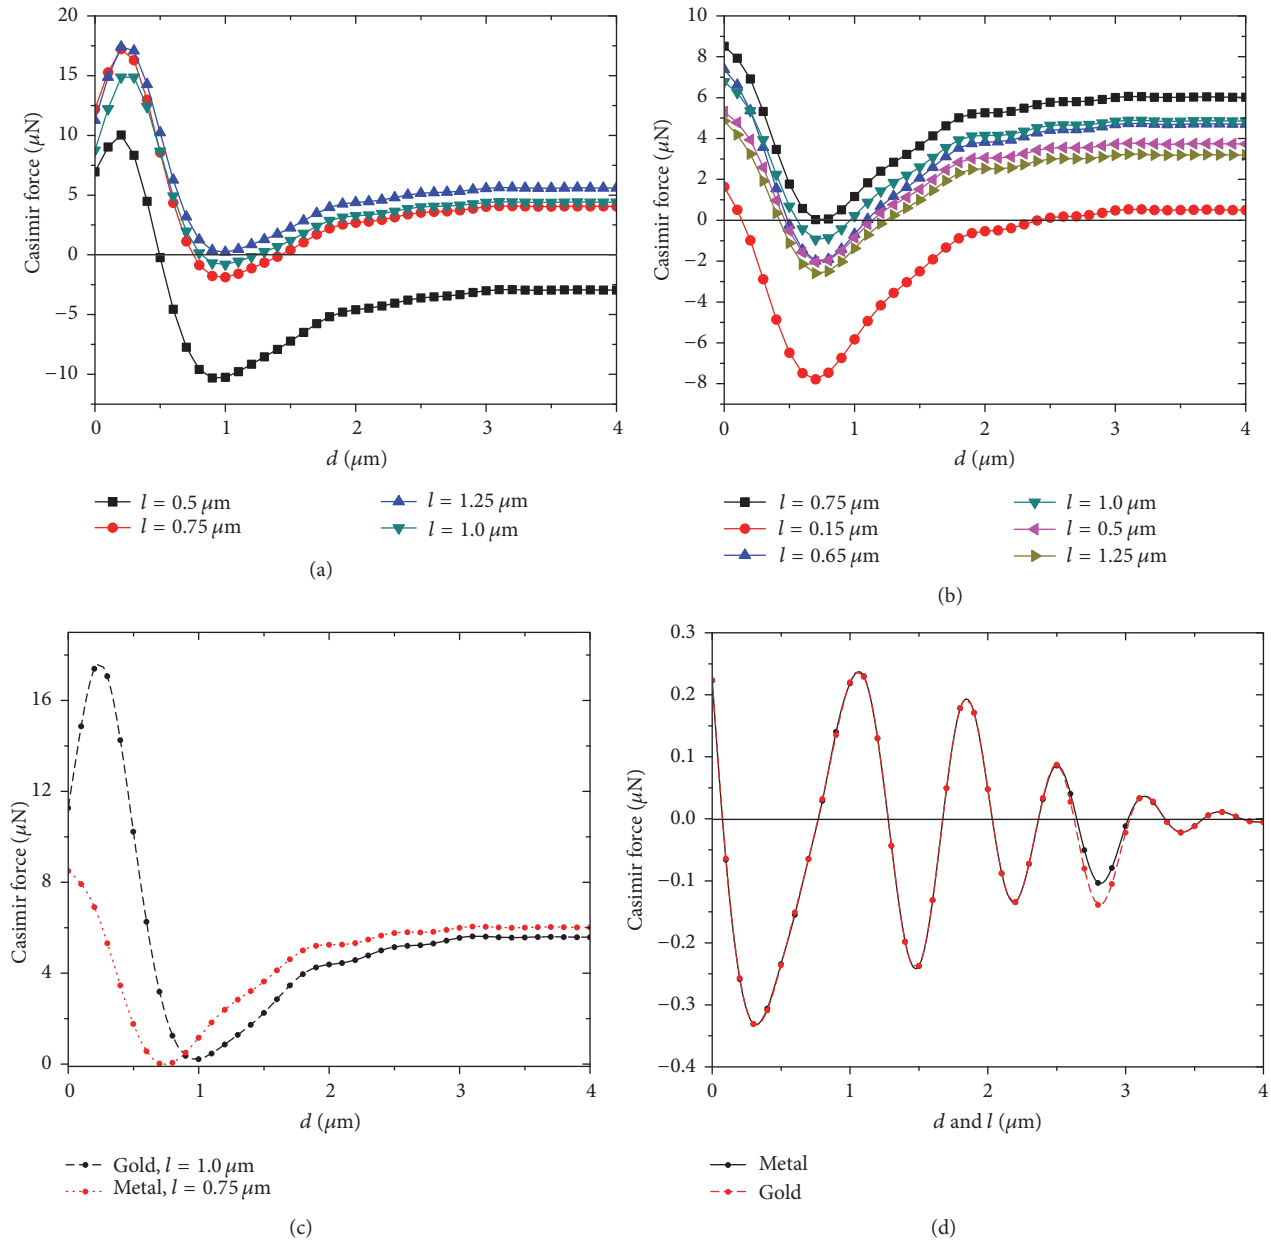 20
15
10
5
0
−5
−10
Casimir force (μN)
0 1 2 3 4
d (μm)
l = 0.5 μm
l = 0.75 μm
l = 1.25 μm
l = 1.0 μm
(a)
10
8
6
4
2
0
−2
−4
−6
−8
Casimir force (μN)
0 1 2 3 4
d (μm)
l = 0.75 μm
l = 0.15 μm
l = 0.65 μm
l = 1.0 μm
l = 0.5 μm
l = 1.25 μm
(b)
16
12
8
4
0
Casimir force (μN)
0 1 2 3 4
d (μm)
Gold, l = 1.0 μm
Metal, l = 0.75 μm
(c)
0.3
0.2
0.1
0.0
−0.1
−0.2
−0.3
−0.4
Casimir force (μN)
0 1 2 3 4
d and l (μm)
Metal
Gold
(d)